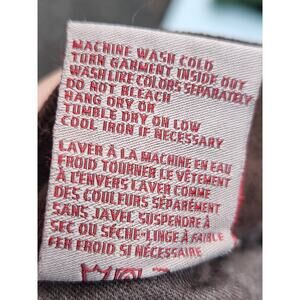 MACHINE WASH COLD
TURN GARMENT INSIDE OUT
WASH LIKE COLORS SEPARATELY
DO NOT BLEACH
HANG DRY OR
TUMBLE DRY ON LOW
COOL IRON IF NECESSARY
LAVER À LA MACHINE EN EAU
FROID TOURNER LE VÊTEMENT
À L'ENVERS LAVER COMME
DES COULEURS SÉPARÉMENT
SANS JAVEL SUSPENDRE À
SEC OU SÈCHE-LINGE À FAIBLE
FER FROID SI NÉCESSAIRE